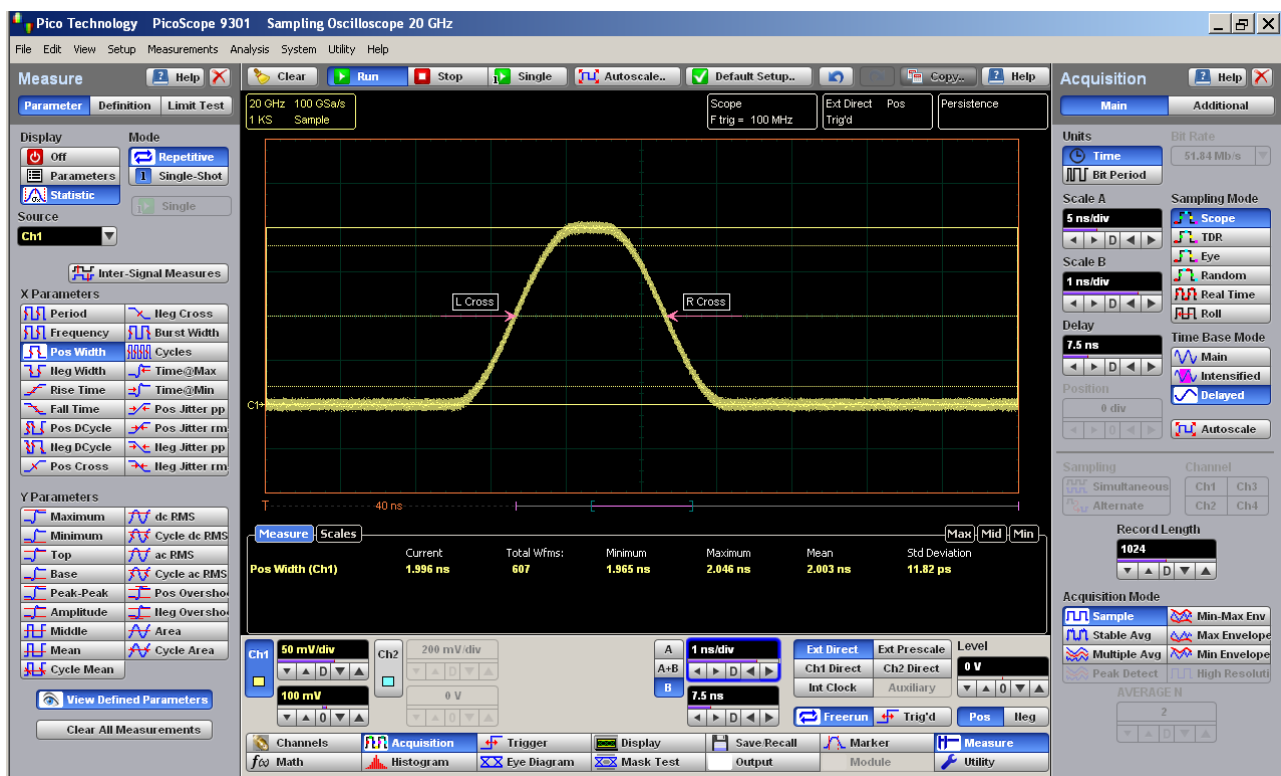 Pico Technology PicoScope 9301 Sampling Oscilloscope 20 GHz
File Edit View Setup Measurements Analysis System Utility Help
Measure
Help
Parameter Definition Limit Test
Display
Mode
Off
Repetitive
Parameters
1 Single-Shot
Statistic
Single
Source
Ch1
Inter-Signal Measures
X Parameters
Period
Neg Cross
Frequency
Burst Width
Pos Width
Cycles
Neg Width
Time@Max
Rise Time
Time@Min
Fall Time
Pos Jitter pp
Pos DCycle
Pos Jitter rm
Neg DCycle
Neg Jitter pp
Pos Cross
Neg Jitter rm
Y Parameters
Maximum
dc RMS
Minimum
Cycle dc RMS
Top
ac RMS
Base
Cycle ac RMS
Peak-Peak
Pos Oversho
Amplitude
Neg Oversho
Middle
Area
Mean
Cycle Area
Cycle Mean
View Defined Parameters
Clear All Measurements
Clear Run Stop Single Autoscale.. Default Setup.. Copy.. Help
20 GHz 100 GSa/s
1 KS Sample
Scope
F trig = 100 MHz
Ext Direct Pos
Trig'd
Persistence
L Cross
R Cross
C1
T
40 ns
Measure Scales
Max Mid Min
Current Total Wfms: Minimum Maximum Mean Std Deviation
Pos Width (Ch1) 1.996 ns 607 1.965 ns 2.046 ns 2.003 ns 11.82 ps
Ch1
50 mV/div
D
100 mV
0
Ch2
200 mV/div
D
0 V
0
A
A+B
B
1 ns/div
D
7.5 ns
D
Ext Direct Ext Prescale
Ch1 Direct Ch2 Direct
Int Clock Auxiliary
Freerun Trig'd
Level
0 V
0
Pos Neg
Channels Acquisition Trigger Display Save/Recall Marker Measure
f(x) Math Histogram Eye Diagram Mask Test Output Module Utility
Acquisition
Help
Main Additional
Units
Time
Bit Period
Bit Rate
51.84 Mb/s
Scale A
5 ns/div
D
Scale B
1 ns/div
D
Delay
7.5 ns
D
Position
0 div
D
Sampling Mode
Scope
TDR
Eye
Random
Real Time
Roll
Time Base Mode
Main
Intensified
Delayed
Autoscale
Sampling
Simultaneous
Alternate
Channel
Ch1 Ch3
Ch2 Ch4
Record Length
1024
D
Acquisition Mode
Sample
Min-Max Env
Stable Avg
Max Envelope
Multiple Avg
Min Envelope
Peak Detect
High Resoluti
AVERAGE N
2
D